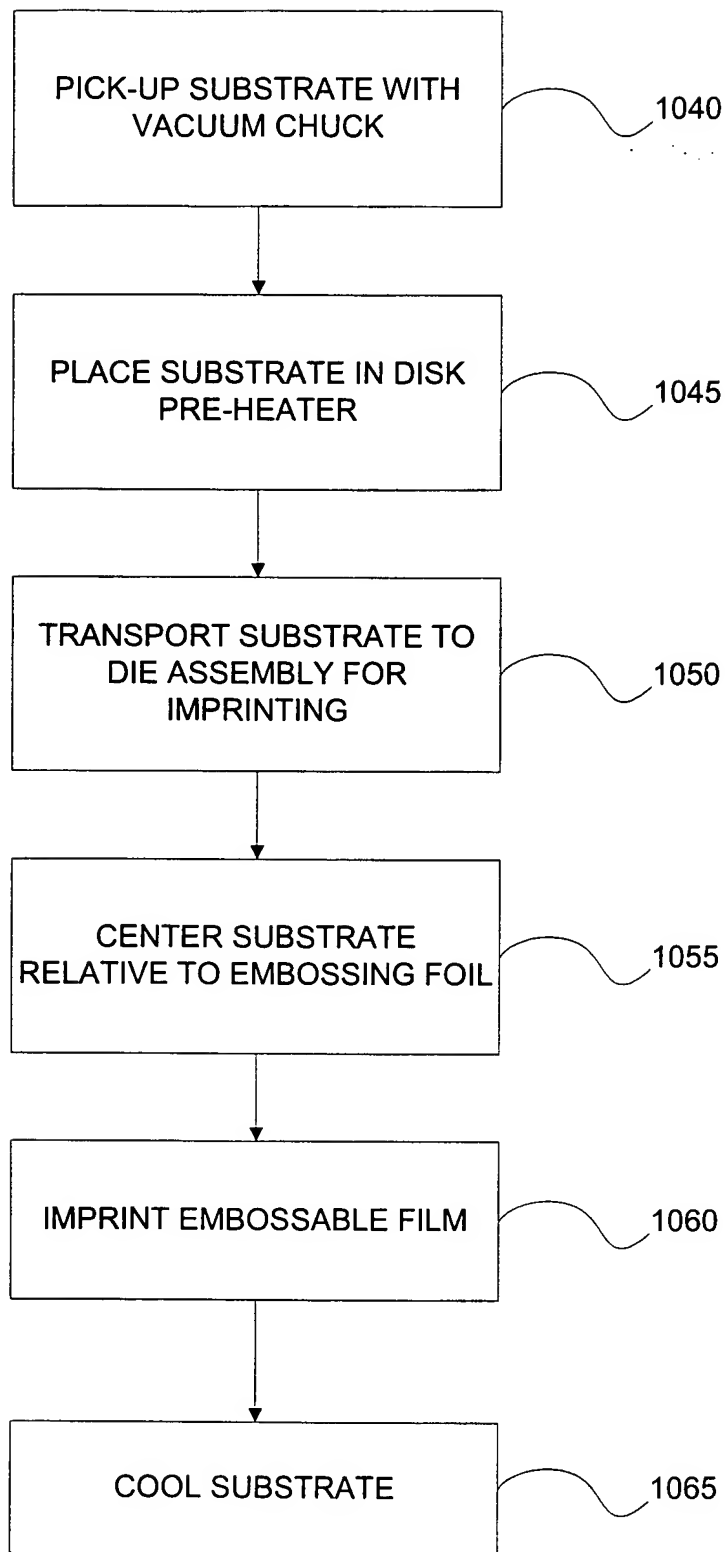 PICK-UP SUBSTRATE WITH
VACUUM CHUCK
1040
PLACE SUBSTRATE IN DISK
PRE-HEATER
1045
TRANSPORT SUBSTRATE TO
DIE ASSEMBLY FOR
IMPRINTING
1050
CENTER SUBSTRATE
RELATIVE TO EMBOSSING FOIL
1055
IMPRINT EMBOSSABLE FILM
1060
COOL SUBSTRATE
1065